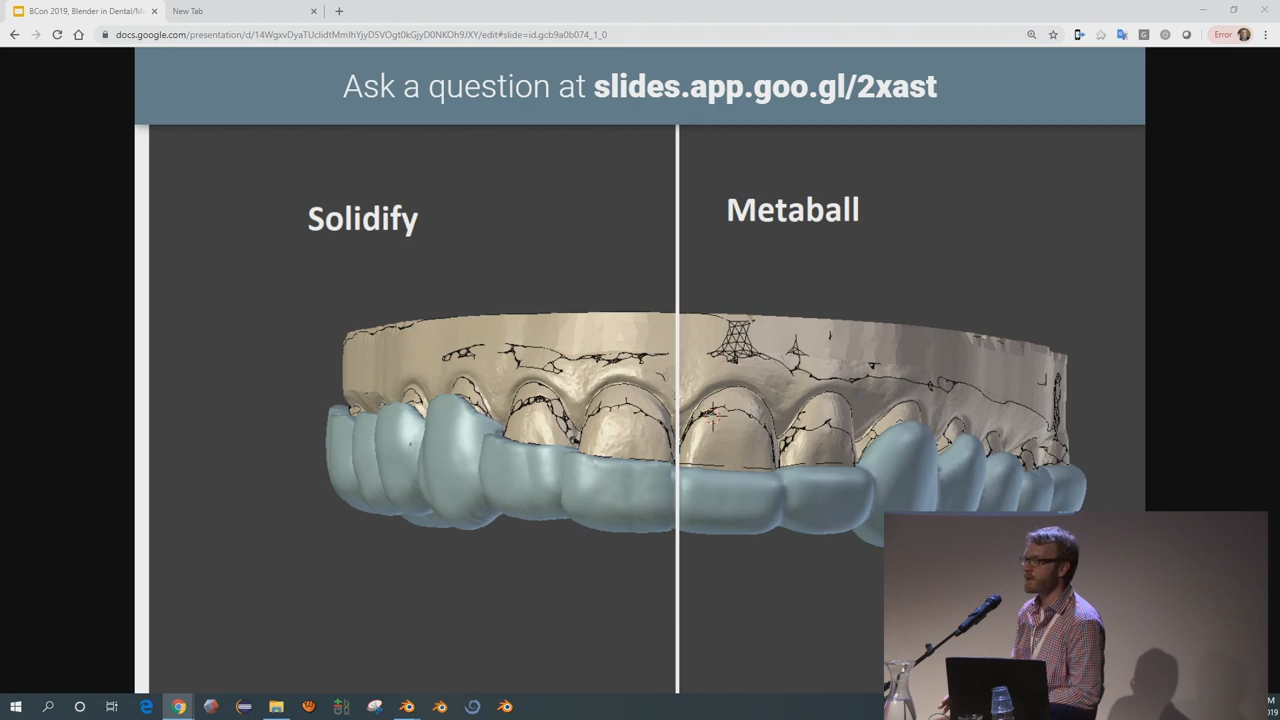 BCon 2019, Blender in Dental/M
New Tab
docs.google.com/presentation/d/14WgxvDyaTUclidtMmIhYjyD5VOgt0kGjyD0NKOh9JXY/edit#slide=id.gcb9a0b074_1_0
Error
Ask a question at slides.app.goo.gl/2xast
Solidify
Metaball